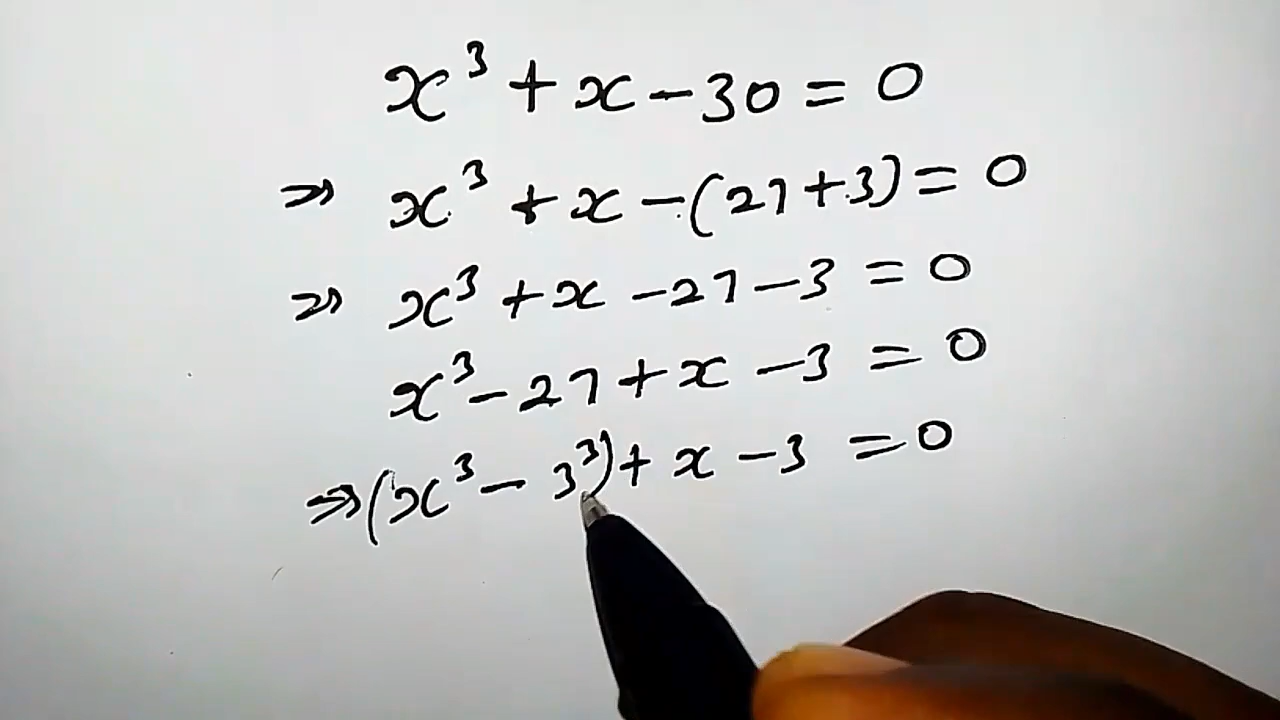 x³ + x - 30 = 0
⇒ x³ + x - (27 + 3) = 0
⇒ x³ + x - 27 - 3 = 0
x³ - 27 + x - 3 = 0
⇒ (x³ - 3³) + x - 3 = 0